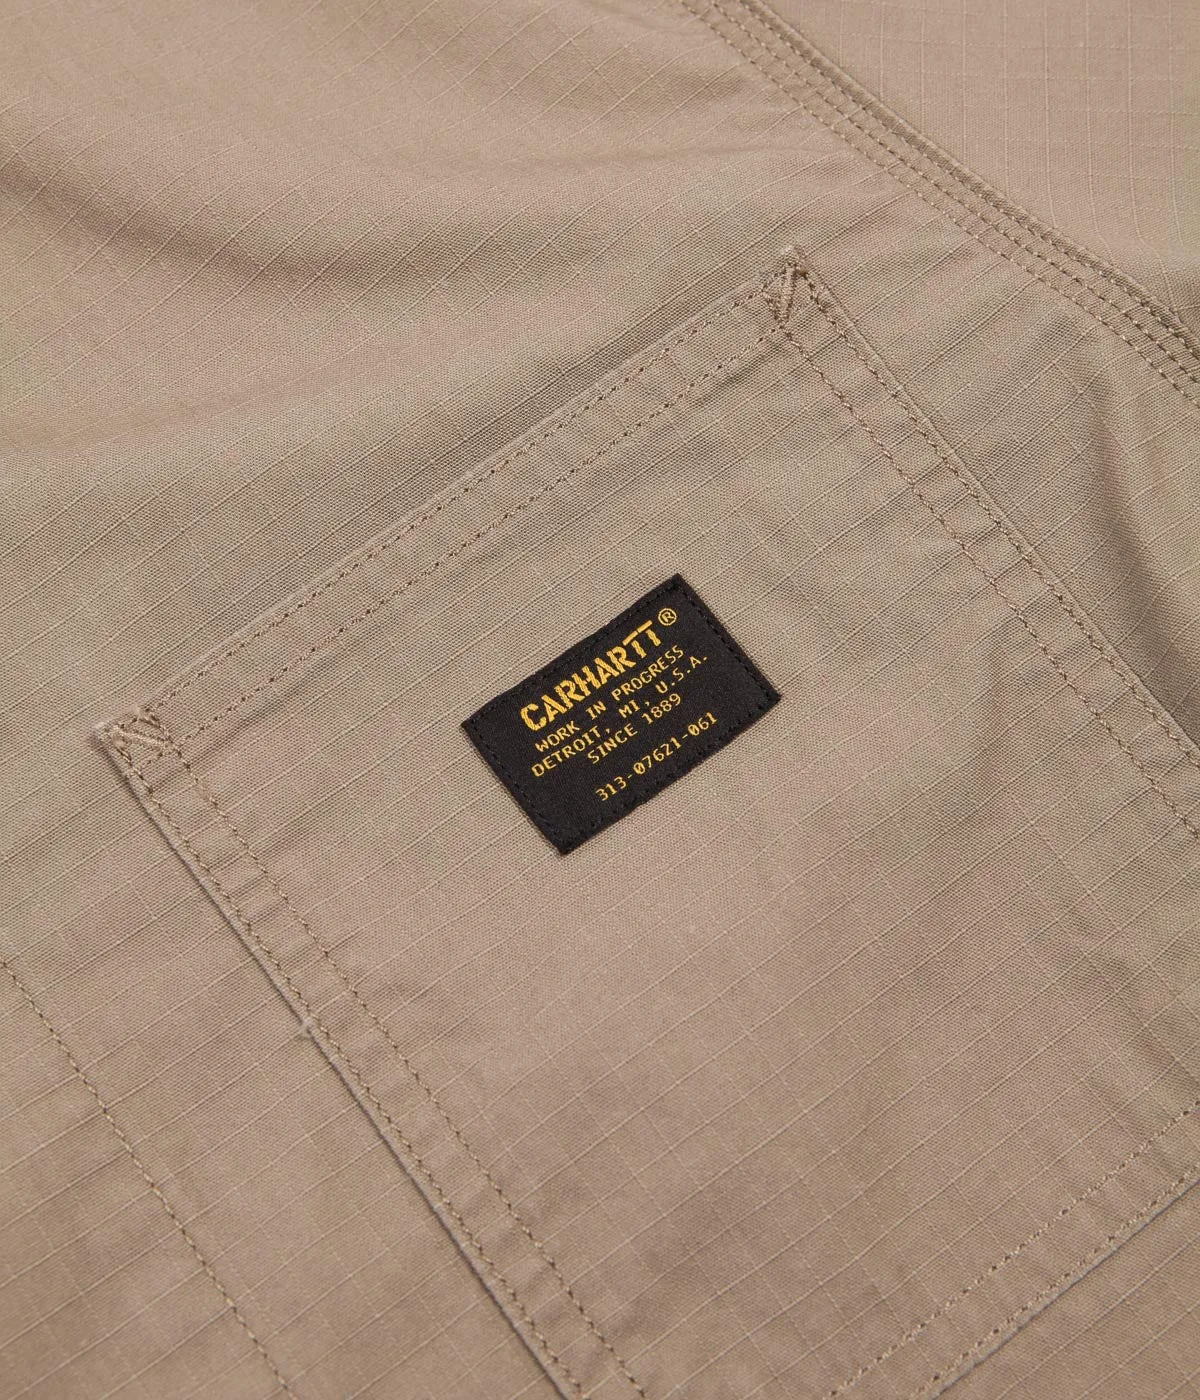 CARHARTT®
WORK IN PROGRESS
DETROIT, MI, U.S.A.
SINCE 1889
313-07621-061